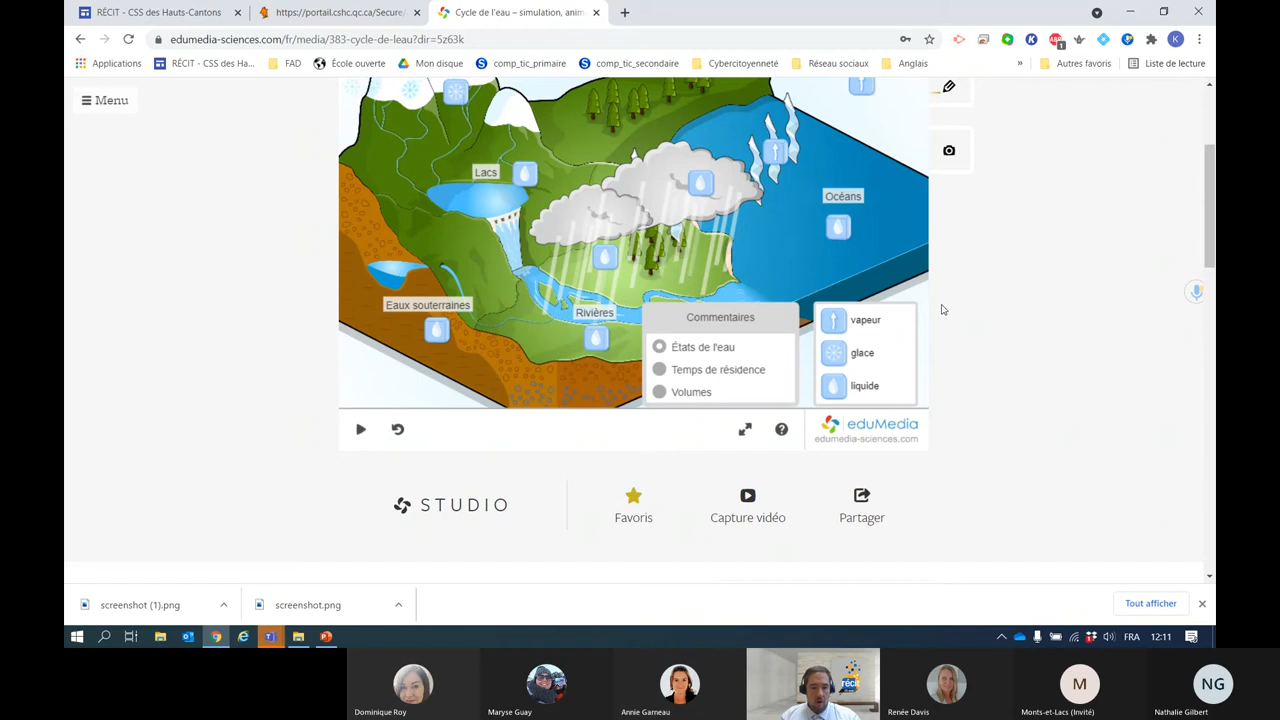 RÉCIT - CSS des Hauts-Cantons
https://portail.cshc.qc.ca/Secure/
Cycle de l'eau – simulation, anim
edumedia-sciences.com/fr/media/383-cycle-de-leau?dir=5z63k
Applications
RÉCIT - CSS des Ha...
FAD
École ouverte
Mon disque
comp_tic_primaire
comp_tic_secondaire
Cybercitoyenneté
Réseau sociaux
Anglais
»
Autres favoris
Liste de lecture
Menu
Lacs
Océans
Eaux souterraines
Rivières
Commentaires
États de l'eau
Temps de résidence
Volumes
vapeur
glace
liquide
eduMedia
edumedia-sciences.com
STUDIO
Favoris
Capture vidéo
Partager
screenshot (1).png
screenshot.png
Tout afficher
FRA
12:11
récit
M
NG
Dominique Roy
Maryse Guay
Annie Garneau
Renée Davis
Monts-et-Lacs (Invité)
Nathalie Gilbert